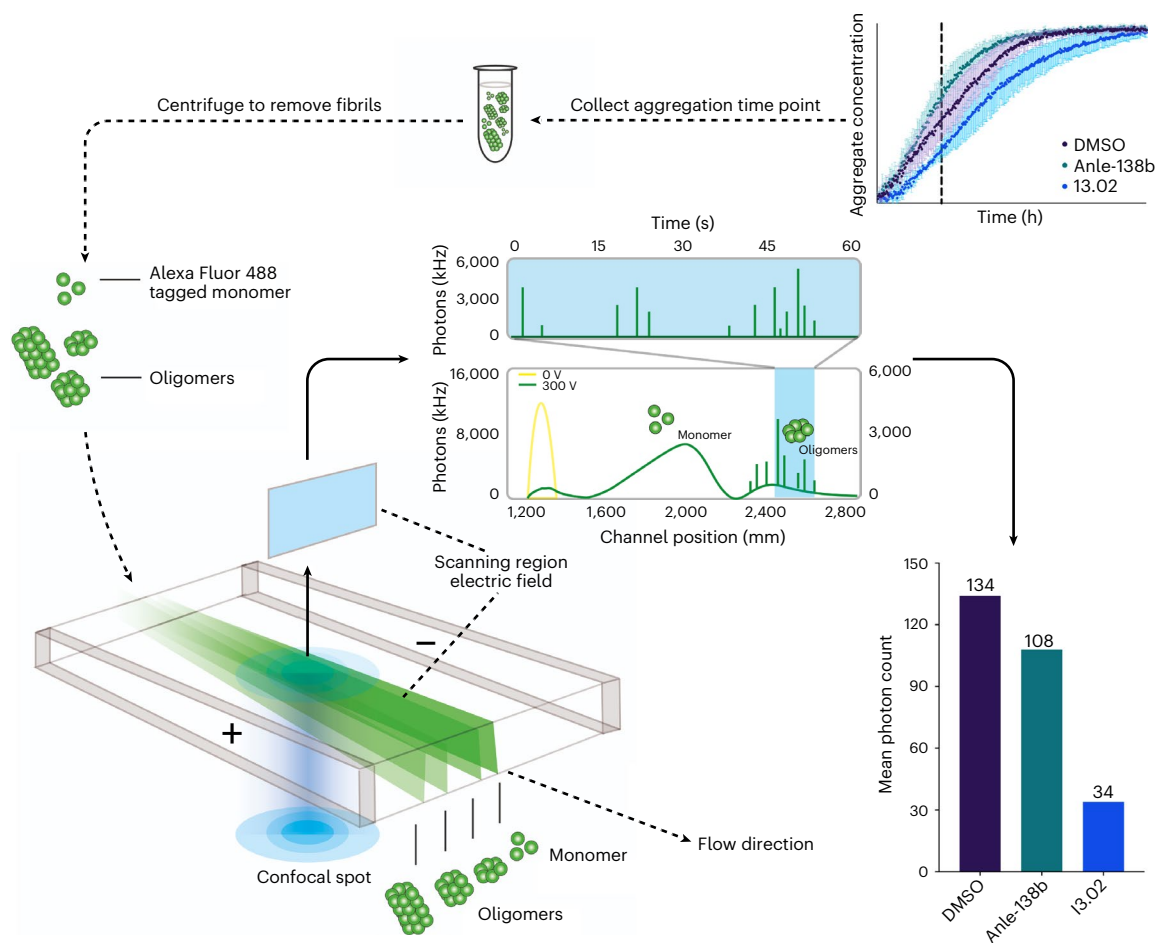 Centrifuge to remove fibrils
Collect aggregation time point
Aggregate concentration
DMSO
Anle-138b
13.02
Time (h)
Alexa Fluor 488
tagged monomer
Oligomers
Time (s)
0 15 30 45 60
Photons (kHz)
6,000
3,000
0
Photons (kHz)
16,000
8,000
0
0 V
300 V
Monomer
Oligomers
6,000
3,000
0
1,200 1,600 2,000 2,400 2,800
Channel position (mm)
Scanning region
electric field
−
+
Confocal spot
Monomer
Oligomers
Flow direction
Mean photon count
150
120
90
60
30
0
134
108
34
DMSO
Anle-138b
I3.02